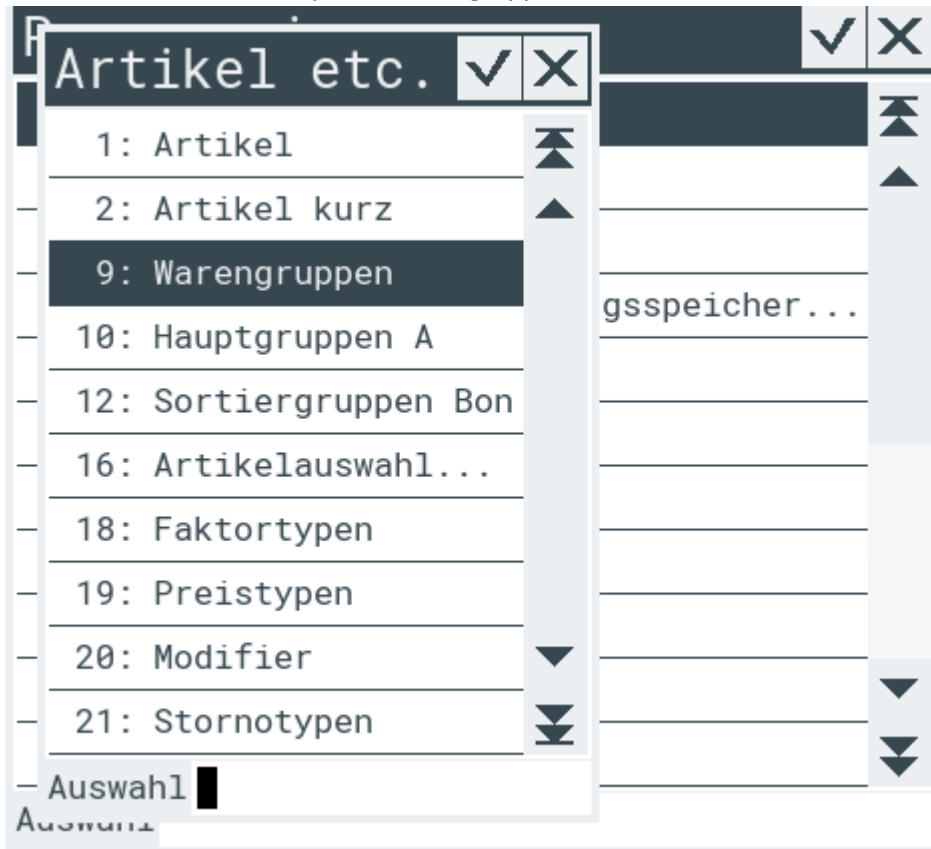 Artikel etc.
1: Artikel
2: Artikel kurz
9: Warengruppen
gsspeicher...
10: Hauptgruppen A
12: Sortiergruppen Bon
16: Artikelauswahl...
18: Faktortypen
19: Preistypen
20: Modifier
21: Stornotypen
Auswahl
Auswahl